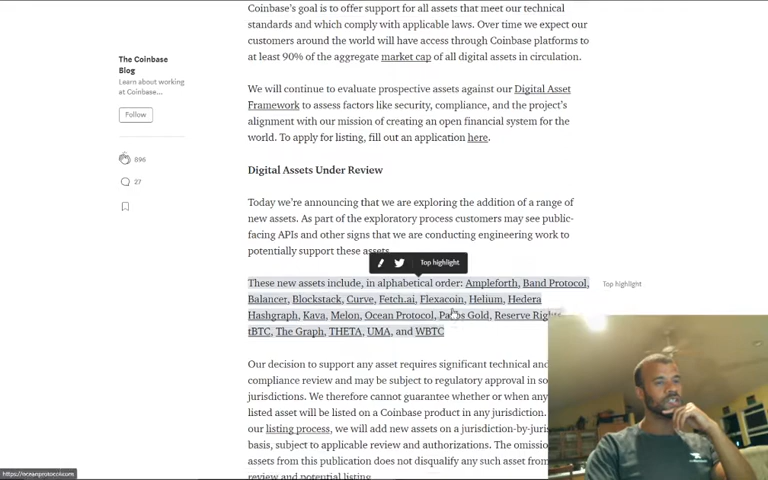 Coinbase's goal is to offer support for all assets that meet our technical
standards and which comply with applicable laws. Over time we expect our
customers around the world will have access through Coinbase platforms to
at least 90% of the aggregate market cap of all digital assets in circulation.
The Coinbase
Blog
Learn about working
at Coinbase...
Follow
896
27
We will continue to evaluate prospective assets against our Digital Asset
Framework to assess factors like security, compliance, and the project's
alignment with our mission of creating an open financial system for the
world. To apply for listing, fill out an application here.
Digital Assets Under Review
Today we're announcing that we are exploring the addition of a range of
new assets. As part of the exploratory process customers may see public-
facing APIs and other signs that we are conducting engineering work to
potentially support these assets.
Top highlight
These new assets include, in alphabetical order: Ampleforth, Band Protocol,
Balancer, Blockstack, Curve, Fetch.ai, Flexacoin, Helium, Hedera
Hashgraph, Kava, Melon, Ocean Protocol, Paxos Gold, Reserve Rights,
tBTC, The Graph, THETA, UMA, and WBTC
Top highlight
Our decision to support any asset requires significant technical and
compliance review and may be subject to regulatory approval in
jurisdictions. We therefore cannot guarantee whether or when any
listed asset will be listed on a Coinbase product in any jurisdiction.
our listing process, we will add new assets on a jurisdiction-by-
basis, subject to applicable review and authorizations. The
assets from this publication does not disqualify any such asset from
review and potential listing.